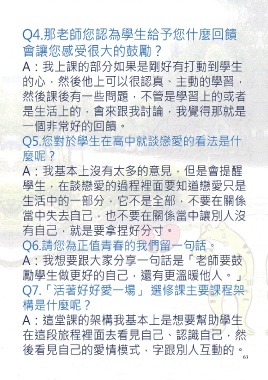 Q4.那老師您認為學生給予您什麼回饋
會讓您感受很大的鼓勵？
A：我上課的部分如果是剛好有打動到學生
的心，然後他上可以很認真、主動的學習，
然後課後有一些問題，不管是學習上的或者
是生活上的，會來跟我討論，我覺得那就是
一個非常好的回饋。
Q5.您對於學生在高中就談戀愛的看法是什
麼呢？
A：我基本上沒有太多的意見，但是會提醒
學生，在談戀愛的過程裡面要知道戀愛只是
生活中的一部分，它不是全部，不要在關係
當中失去自己，也不要在關係當中讓別人沒
有自己，就是要拿捏好分寸。
Q6.請您為正值青春的我們留一句話。
A：我想要跟大家分享一句話是「老師要鼓
勵學生做更好的自己，還有更溫暖他人。」
Q7.「活著好好愛一場」 選修課主要課程架
構是什麼呢？
A：這堂課的架構我基本上是想要幫助學生
在這段旅程裡面去看見自己、認識自己，然
後看見自己的愛情模式，字跟別人互動的。
63